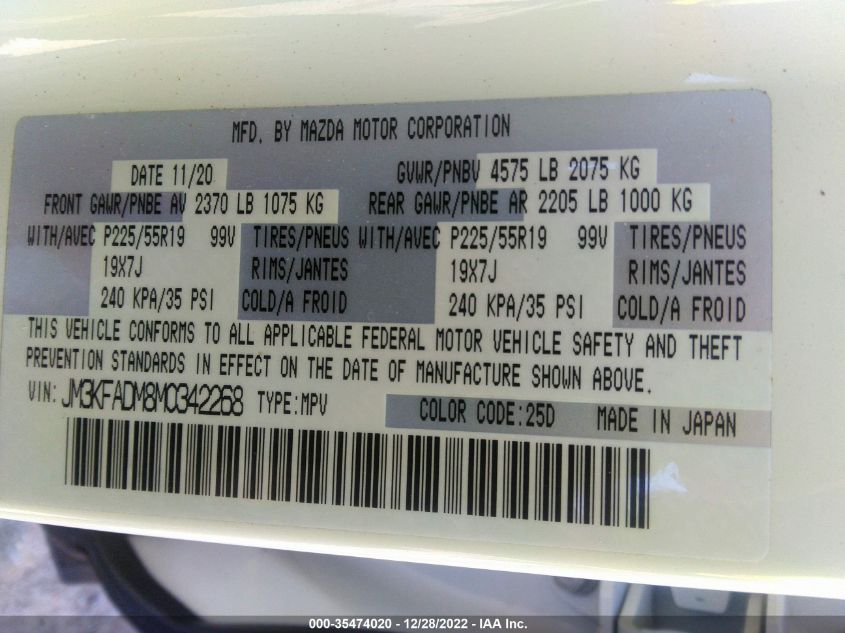 MFD. BY MAZDA MOTOR CORPORATION
DATE 11/20 GVWR/PNBV 4575 LB 2075 KG
FRONT GAWR/PNBE AV 2370 LB 1075 KG REAR GAWR/PNBE AR 2205 LB 1000 KG
WITH/AVEC P225/55R19 99V TIRES/PNEUS WITH/AVEC P225/55R19 99V TIRES/PNEUS
19X7J RIMS/JANTES 19X7J RIMS/JANTES
240 KPA/35 PSI COLD/A FROID 240 KPA/35 PSI COLD/A FROID
THIS VEHICLE CONFORMS TO ALL APPLICABLE FEDERAL MOTOR VEHICLE SAFETY AND THEFT
PREVENTION STANDARDS IN EFFECT ON THE DATE OF MANUFACTURE SHOWN ABOVE.
VIN: JM3KFADM8M0342268 TYPE:MPV COLOR CODE:25D MADE IN JAPAN
000-35474020 - 12/28/2022 - IAA Inc.